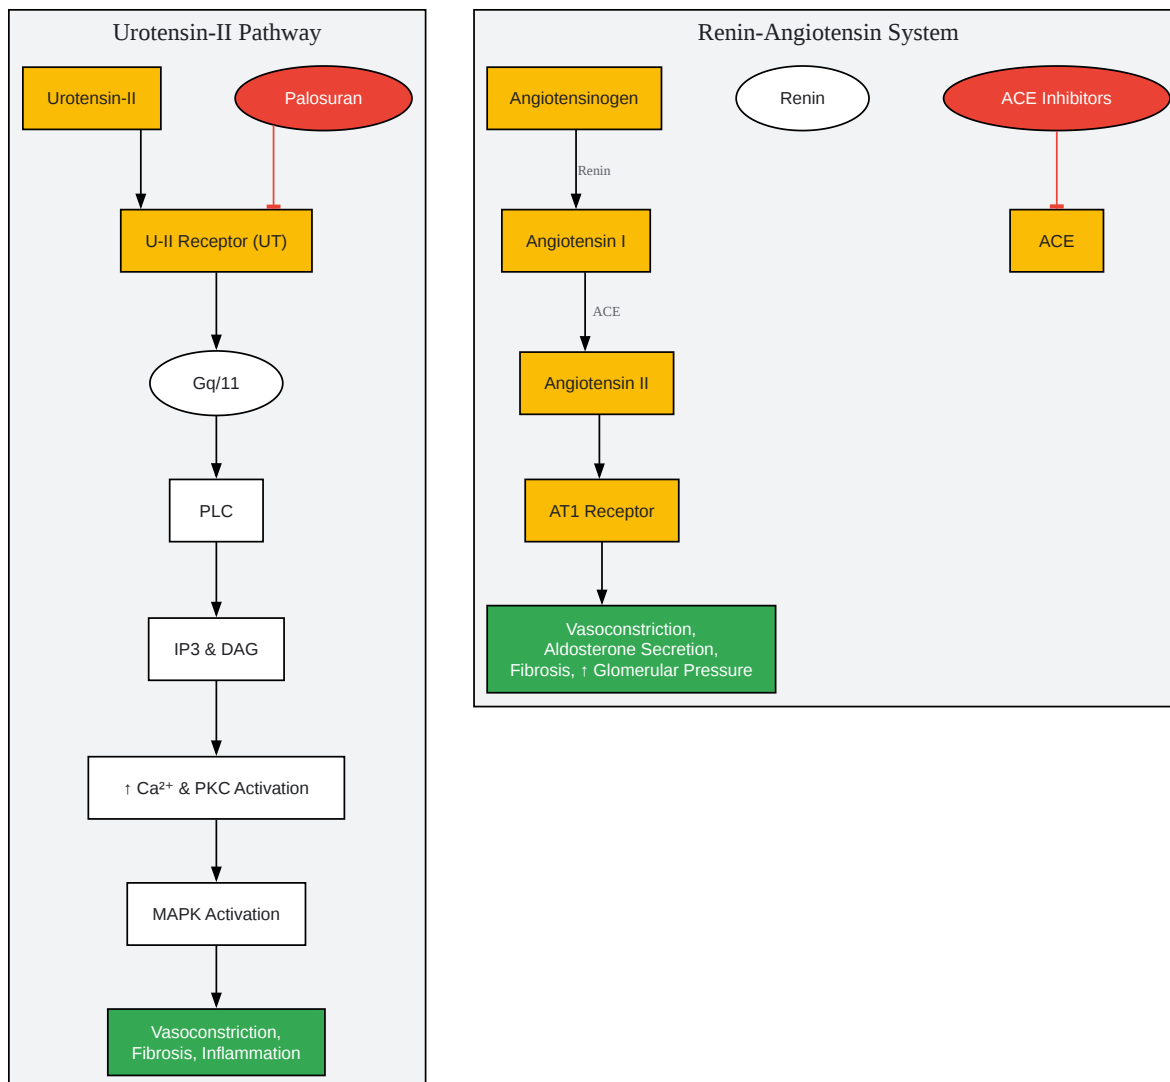 Urotensin-II Pathway
Urotensin-II
Palosuran
U-II Receptor (UT)
Gq/11
PLC
IP3 & DAG
↑ Ca²⁺ & PKC Activation
MAPK Activation
Vasoconstriction,
Fibrosis, Inflammation
Renin-Angiotensin System
Angiotensinogen
Renin
ACE Inhibitors
Renin
Angiotensin I
ACE
ACE
Angiotensin II
AT1 Receptor
Vasoconstriction,
Aldosterone Secretion,
Fibrosis, ↑ Glomerular Pressure